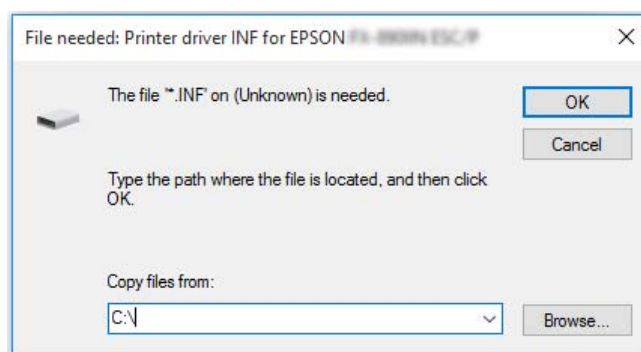 File needed: Printer driver INF for EPSON
The file '*.INF' on (Unknown) is needed.
OK
Cancel
Type the path where the file is located, and then click
OK.
Copy files from:
C:\
Browse...